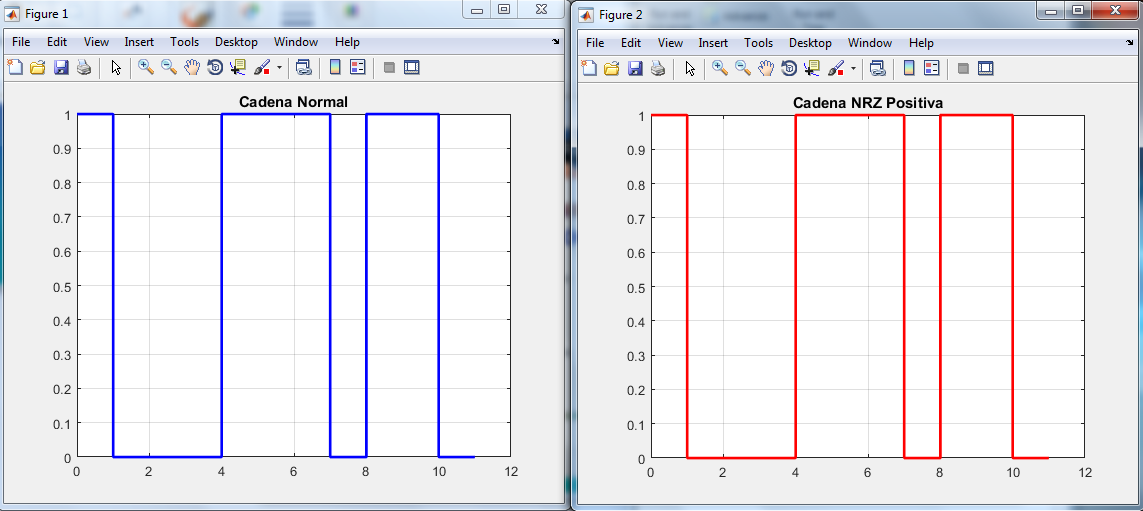 Figure 1
File Edit View Insert Tools Desktop Window Help
Cadena Normal
1
0.9
0.8
0.7
0.6
0.5
0.4
0.3
0.2
0.1
0
0 2 4 6 8 10 12
Figure 2
File Edit View Insert Tools Desktop Window Help
Cadena NRZ Positiva
1
0.9
0.8
0.7
0.6
0.5
0.4
0.3
0.2
0.1
0
0 2 4 6 8 10 12